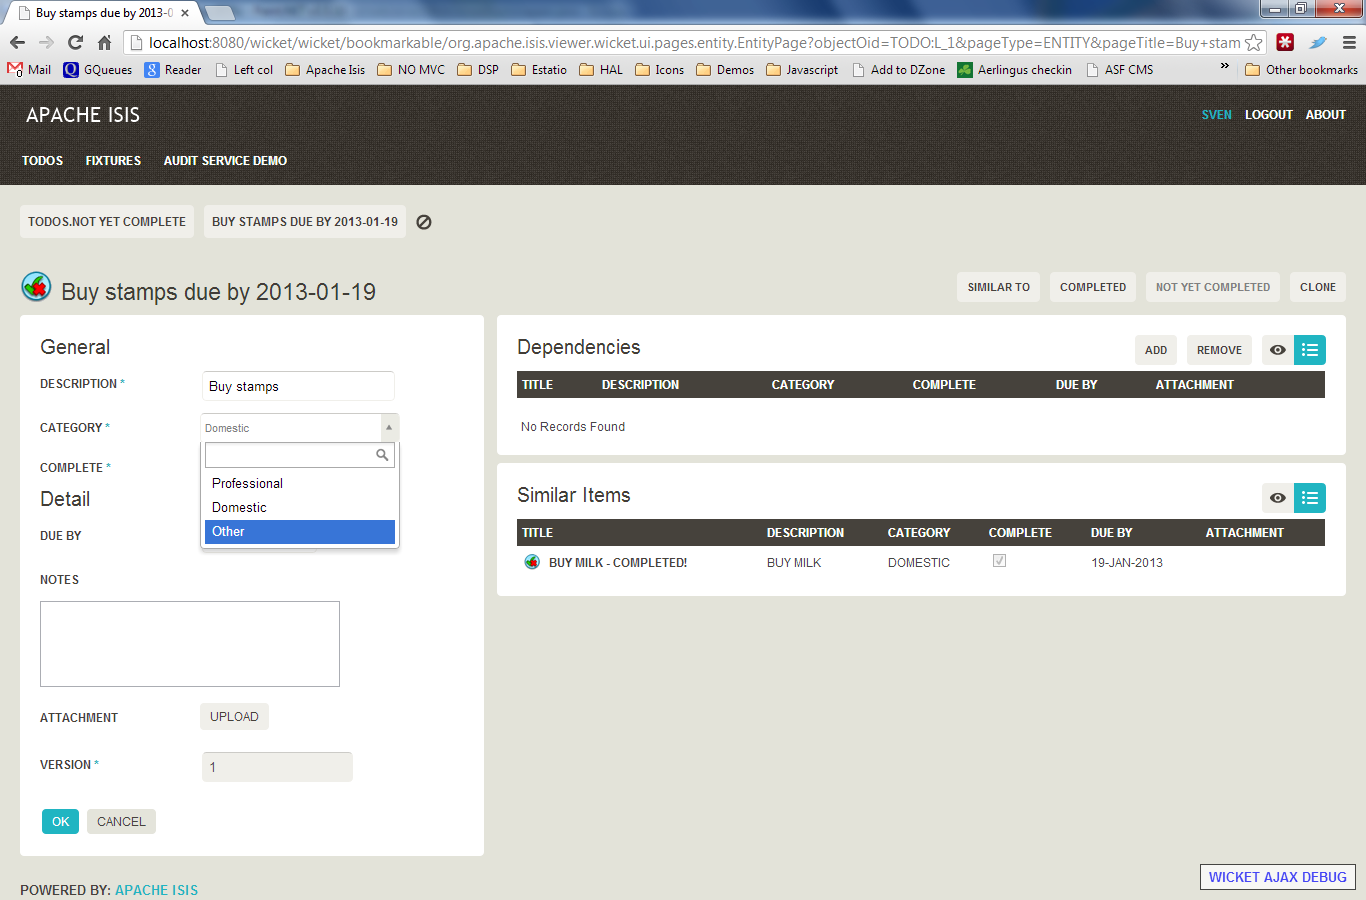 Buy stamps due by 2013-0
localhost:8080/wicket/wicket/bookmarkable/org.apache.isis.viewer.wicket.ui.pages.entity.EntityPage?objectOid=TODO:L_1&pageType=ENTITY&pageTitle=Buy+stam
Mail GQueues Reader Left col Apache Isis NO MVC DSP Estatio HAL Icons Demos Javascript Add to DZone Aerlingus checkin ASF CMS » Other bookmarks
APACHE ISIS
SVEN LOGOUT ABOUT
TODOS FIXTURES AUDIT SERVICE DEMO
TODOS.NOT YET COMPLETE BUY STAMPS DUE BY 2013-01-19
Buy stamps due by 2013-01-19
SIMILAR TO COMPLETED NOT YET COMPLETED CLONE
General
DESCRIPTION * Buy stamps
CATEGORY * Domestic
Professional
Domestic
Other
COMPLETE *
Detail
DUE BY
NOTES
ATTACHMENT UPLOAD
VERSION * 1
OK CANCEL
Dependencies
ADD REMOVE
TITLE DESCRIPTION CATEGORY COMPLETE DUE BY ATTACHMENT
No Records Found
Similar Items
TITLE DESCRIPTION CATEGORY COMPLETE DUE BY ATTACHMENT
BUY MILK - COMPLETED! BUY MILK DOMESTIC 19-JAN-2013
WICKET AJAX DEBUG
POWERED BY: APACHE ISIS